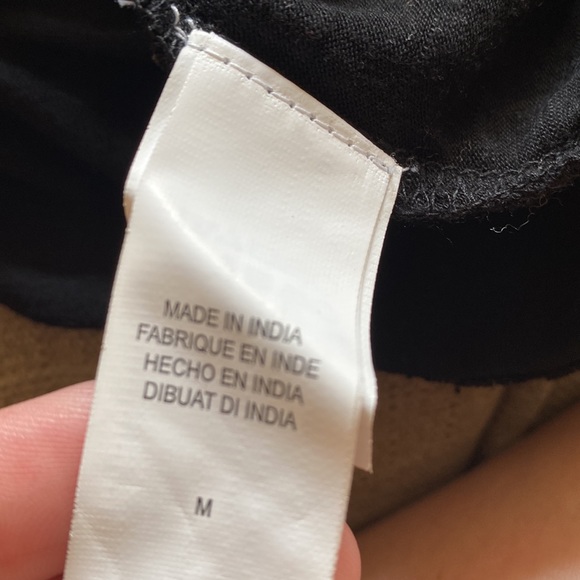 MADE IN INDIA
FABRIQUE EN INDE
HECHO EN INDIA
DIBUAT DI INDIA
M